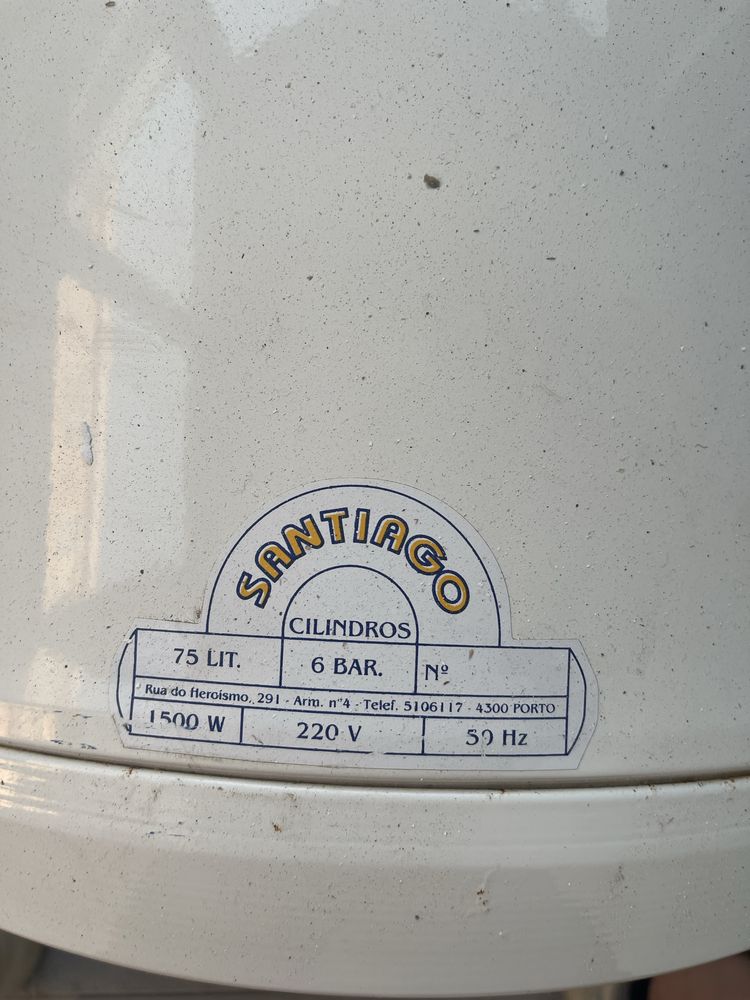 SANTIAGO
CILINDROS
75 LIT. 6 BAR. Nº
Rua do Heroísmo, 291 - Arm. nº4 - Telef. 5106117 - 4300 PORTO
1500 W 220 V 50 Hz